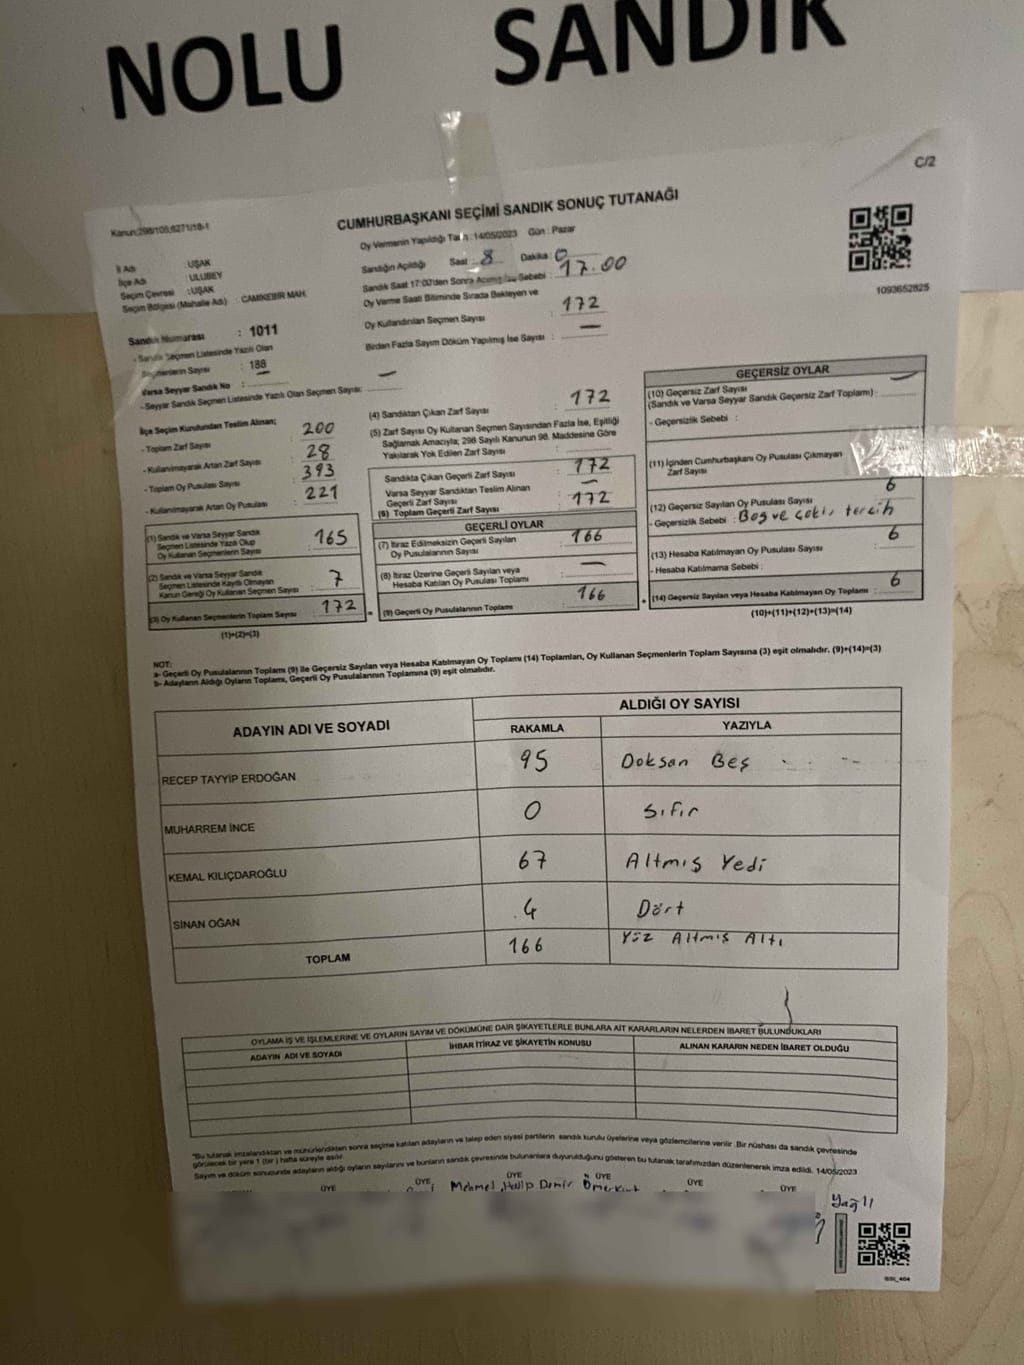 NOLU SANDIK
C/2
Kanun:298/105,6271/18-1
CUMHURBAŞKANI SEÇİMİ SANDIK SONUÇ TUTANAĞI
Oy Vermenin Yapıldığı Tarih : 14/05/2023 Gün : Pazar
İl Adı : UŞAK
İlçe Adı : ULUBEY
Seçim Çevresi : UŞAK
Seçim Bölgesi (Mahalle Adı) : CAMİKEBİR MAH.
Sandığın Açıldığı Saat : 8 Dakika : 0
Sandık Saat 17:00'den Sonra Açılmışsa Sebebi : 17.00
Oy Verme Saati Bitiminde Sırada Bekleyen ve
Oy Kullandırılan Seçmen Sayısı : 172
Birden Fazla Sayım Döküm Yapılmış İse Sayısı : —
1093652825
Sandık Numarası : 1011
- Sandık Seçmen Listesinde Yazılı Olan
Seçmenlerin Sayısı : 188
Varsa Seyyar Sandık No : —
- Seyyar Sandık Seçmen Listesinde Yazılı Olan Seçmen Sayısı: —
İlçe Seçim Kurulundan Teslim Alınan;
- Toplam Zarf Sayısı : 200
- Kullanılmayarak Artan Zarf Sayısı : 28
- Toplam Oy Pusulası Sayısı : 393
- Kullanılmayarak Artan Oy Pusulası : 221
(1) Sandık ve Varsa Seyyar Sandık
Seçmen Listesinde Yazılı Olup
Oy Kullanan Seçmenlerin Sayısı : 165
(2) Sandık ve Varsa Seyyar Sandık
Seçmen Listesinde Kayıtlı Olmayan
Kanun Gereği Oy Kullanan Seçmen Sayısı : 7
(3) Oy Kullanan Seçmenlerin Toplam Sayısı : 172
(1)+(2)=(3)
(4) Sandıktan Çıkan Zarf Sayısı : 172
(5) Zarf Sayısı Oy Kullanan Seçmen Sayısından Fazla İse, Eşitliği
Sağlamak Amacıyla; 298 Sayılı Kanunun 98. Maddesine Göre
Yakılarak Yok Edilen Zarf Sayısı :
Sandıkta Çıkan Geçerli Zarf Sayısı : 172
Varsa Seyyar Sandıktan Teslim Alınan
Geçerli Zarf Sayısı : —
(6) Toplam Geçerli Zarf Sayısı : 172
GEÇERLİ OYLAR
(7) İtiraz Edilmeksizin Geçerli Sayılan
Oy Pusulalarının Sayısı : 166
(8) İtiraz Üzerine Geçerli Sayılan veya
Hesaba Katılan Oy Pusulası Toplamı : —
= (9) Geçerli Oy Pusulalarının Toplamı : 166
GEÇERSİZ OYLAR
(10) Geçersiz Zarf Sayısı
(Sandık ve Varsa Seyyar Sandık Geçersiz Zarf Toplamı) : —
- Geçersizlik Sebebi :
(11) İçinden Cumhurbaşkanı Oy Pusulası Çıkmayan
Zarf Sayısı
(12) Geçersiz Sayılan Oy Pusulası Sayısı : 6
- Geçersizlik Sebebi : Boş ve tercih
(13) Hesaba Katılmayan Oy Pusulası Sayısı : 6
- Hesaba Katılmama Sebebi :
+ (14) Geçersiz Sayılan veya Hesaba Katılmayan Oy Toplamı : 6
(10)+(11)+(12)+(13)=(14)
NOT:
a- Geçerli Oy Pusulalarının Toplamı (9) ile Geçersiz Sayılan veya Hesaba Katılmayan Oy Toplamı (14) Toplamları, Oy Kullanan Seçmenlerin Toplam Sayısına (3) eşit olmalıdır. (9)+(14)=(3)
b- Adayların Aldığı Oyların Toplamı, Geçerli Oy Pusulalarının Toplamına (9) eşit olmalıdır.
ADAYIN ADI VE SOYADI ALDIĞI OY SAYISI
RAKAMLA YAZIYLA
RECEP TAYYİP ERDOĞAN 95 Doksan Beş
MUHARREM İNCE 0 Sıfır
KEMAL KILIÇDAROĞLU 67 Altmış Yedi
SİNAN OĞAN 4 Dört
TOPLAM 166 Yüz Altmış Altı
OYLAMA İŞ VE İŞLEMLERİNE VE OYLARIN SAYIM VE DÖKÜMÜNE DAİR ŞİKAYETLERLE BUNLARA AİT KARARLARIN NELERDEN İBARET BULUNDUKLARI
ADAYIN ADI VE SOYADI İHBAR İTİRAZ VE ŞİKAYETİN KONUSU ALINAN KARARIN NEDEN İBARET OLDUĞU
"Bu tutanak imzalandıktan ve mühürlendikten sonra seçime katılan adayların ve talep eden siyasi partilerin sandık kurulu üyelerine veya gözlemcilerine verilir. Bir nüshası da sandık çevresinde
görülecek bir yere 1 (bir) hafta süreyle asılır.
Sayım ve döküm sonucunda adayların aldığı oyların sayılarını ve bunların sandık çevresinde bulunanlara duyurulduğunu gösteren bu tutanak tarafımızdan düzenlenerek imza edildi. 14/05/2023
ÜYE ÜYE ÜYE ÜYE ÜYE ÜYE
Mehmet Halip Demir Ömer Kurt
Yağlı